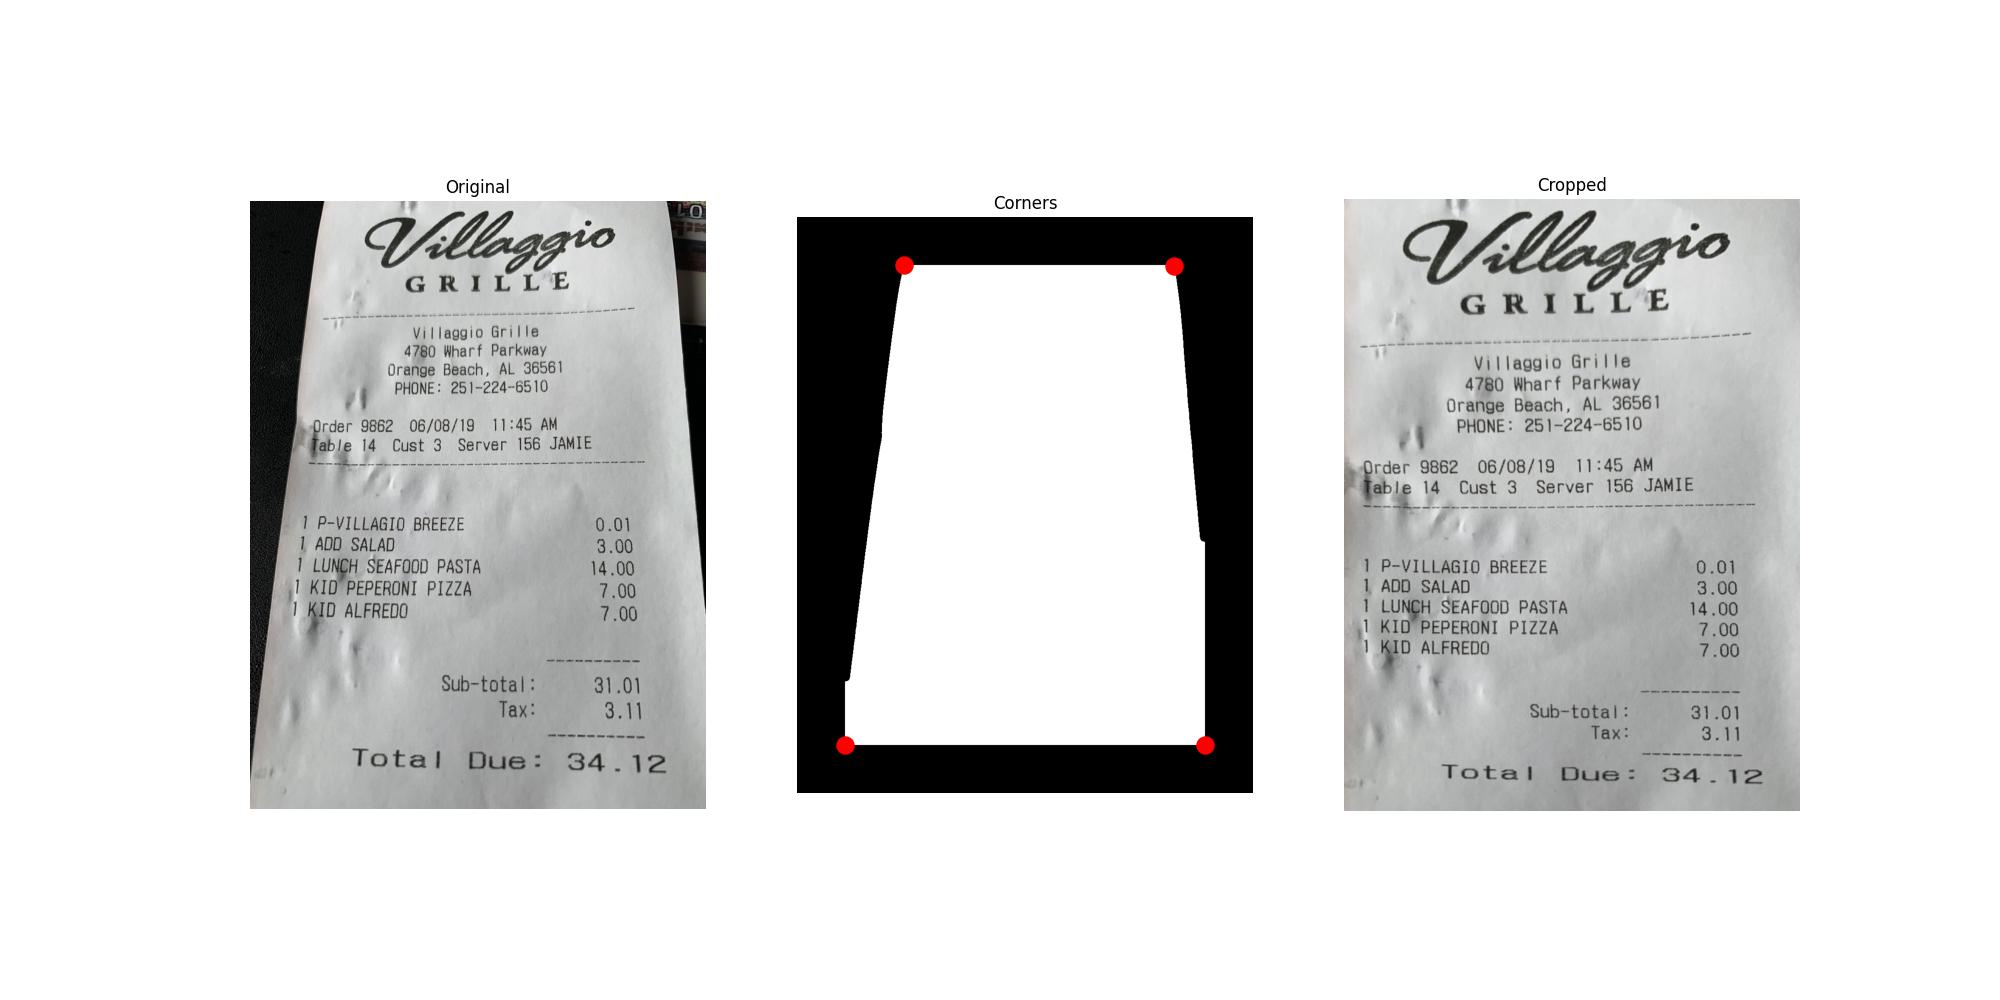 Original
Villaggio
GRILLE
Villaggio Grille
4780 Wharf Parkway
Orange Beach, AL 36561
PHONE: 251-224-6510
Order 9862 06/08/19 11:45 AM
Table 14 Cust 3 Server 156 JAMIE
1 P-VILLAGIO BREEZE 0.01
1 ADD SALAD 3.00
1 LUNCH SEAFOOD PASTA 14.00
1 KID PEPERONI PIZZA 7.00
1 KID ALFREDO 7.00
Sub-total: 31.01
Tax: 3.11
Total Due: 34.12
Corners
Cropped
Villaggio
GRILLE
Villaggio Grille
4780 Wharf Parkway
Orange Beach, AL 36561
PHONE: 251-224-6510
Order 9862 06/08/19 11:45 AM
Table 14 Cust 3 Server 156 JAMIE
1 P-VILLAGIO BREEZE 0.01
1 ADD SALAD 3.00
1 LUNCH SEAFOOD PASTA 14.00
1 KID PEPERONI PIZZA 7.00
1 KID ALFREDO 7.00
Sub-total: 31.01
Tax: 3.11
Total Due: 34.12